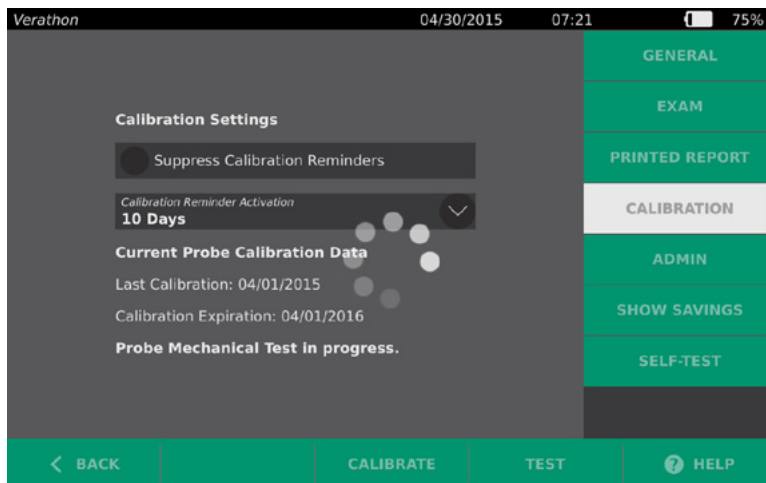 Verathon 04/30/2015 07:21 75%
Calibration Settings
Suppress Calibration Reminders
Calibration Reminder Activation
10 Days
Current Probe Calibration Data
Last Calibration: 04/01/2015
Calibration Expiration: 04/01/2016
Probe Mechanical Test in progress.
GENERAL
EXAM
PRINTED REPORT
CALIBRATION
ADMIN
SHOW SAVINGS
SELF-TEST
BACK CALIBRATE TEST ? HELP